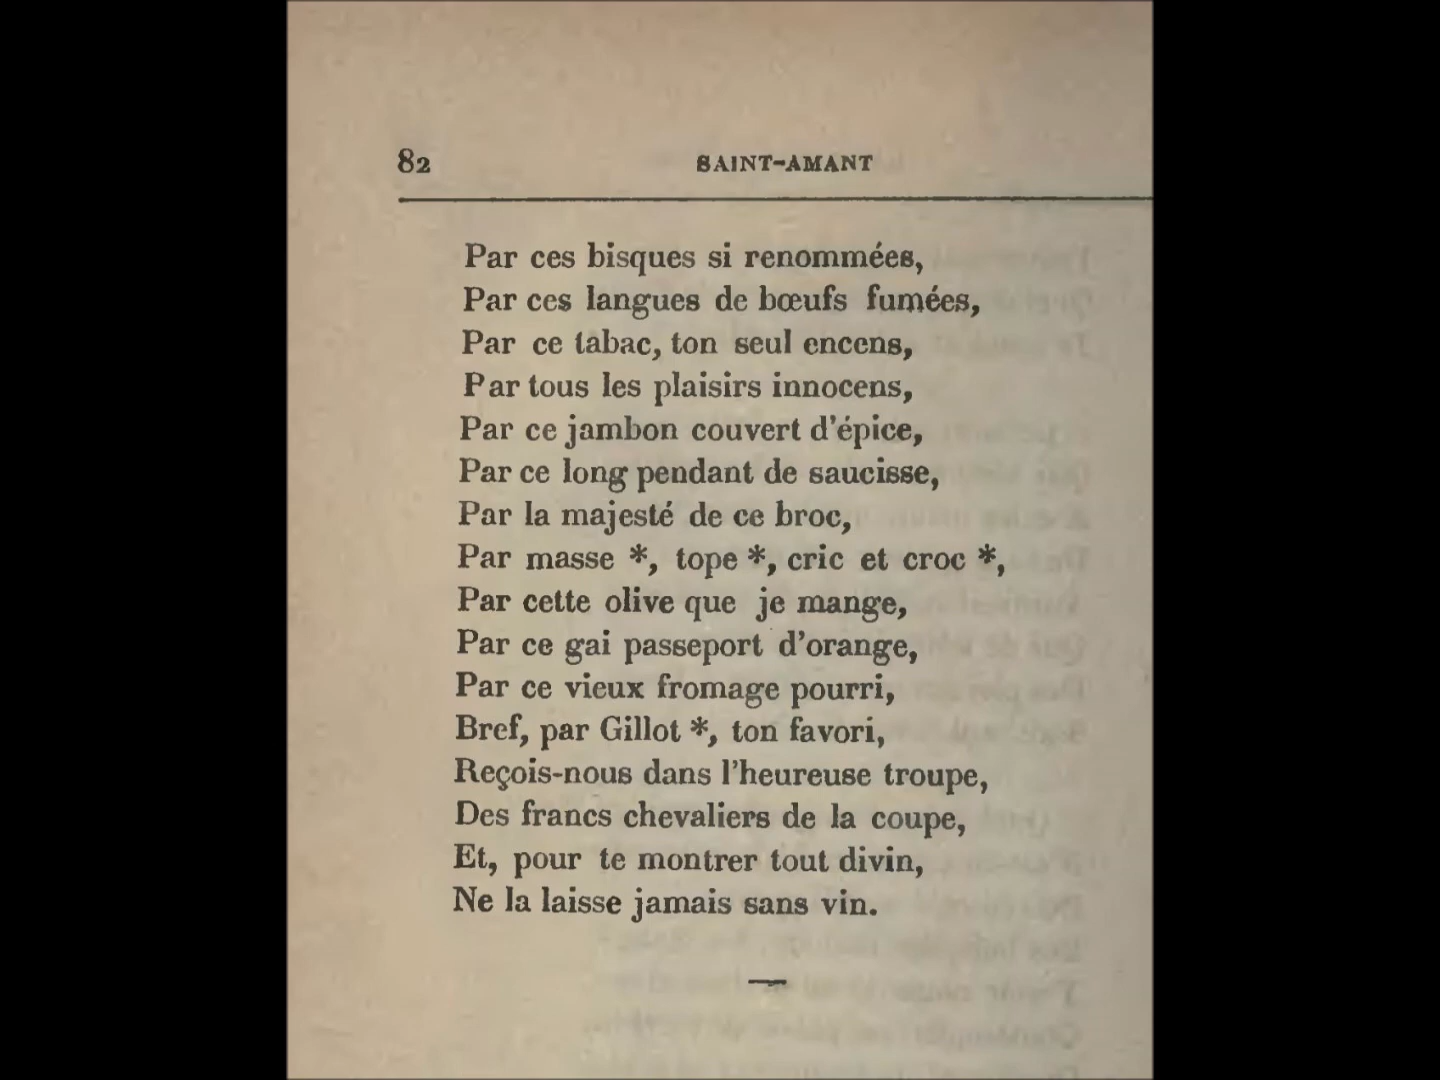 82
SAINT-AMANT
Par ces bisques si renommées,
Par ces langues de bœufs fumées,
Par ce tabac, ton seul encens,
Par tous les plaisirs innocens,
Par ce jambon couvert d'épice,
Par ce long pendant de saucisse,
Par la majesté de ce broc,
Par masse *, tope *, cric et croc *,
Par cette olive que je mange,
Par ce gai passeport d'orange,
Par ce vieux fromage pourri,
Bref, par Gillot *, ton favori,
Reçois-nous dans l'heureuse troupe,
Des francs chevaliers de la coupe,
Et, pour te montrer tout divin,
Ne la laisse jamais sans vin.